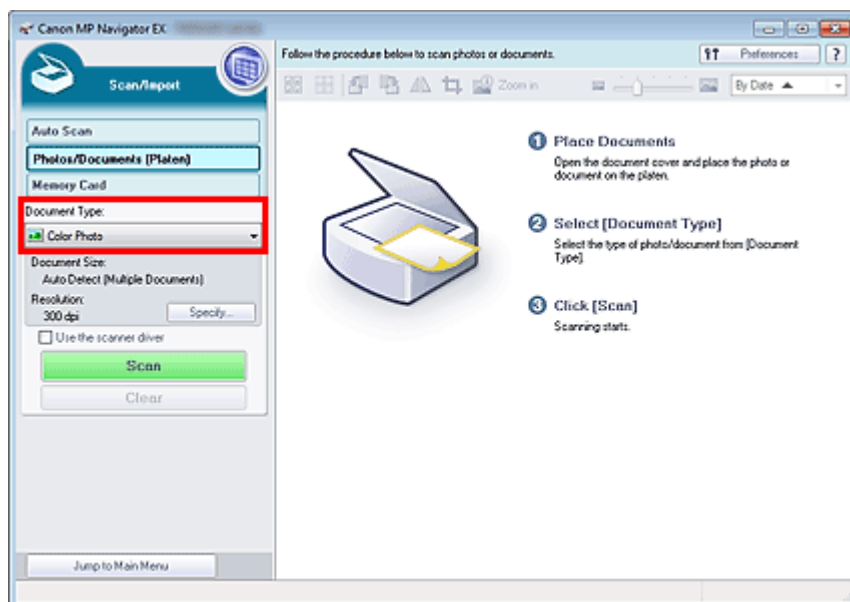 Canon MP Navigator EX
Scan/Import
Auto Scan
Photos/Documents (Platen)
Memory Card
Document Type:
Color Photo
Document Size:
Auto Detect (Multiple Documents)
Resolution:
300 dpi
Specify...
Use the scanner diver
Scan
Clear
Jump to Main Menu
Follow the procedure below to scan photos or documents.
Preferences
?
Zoom in
By Date
1 Place Documents
Open the document cover and place the photo or
document on the platen.
2 Select [Document Type]
Select the type of photo/document from [Document
Type].
3 Click [Scan]
Scanning starts.